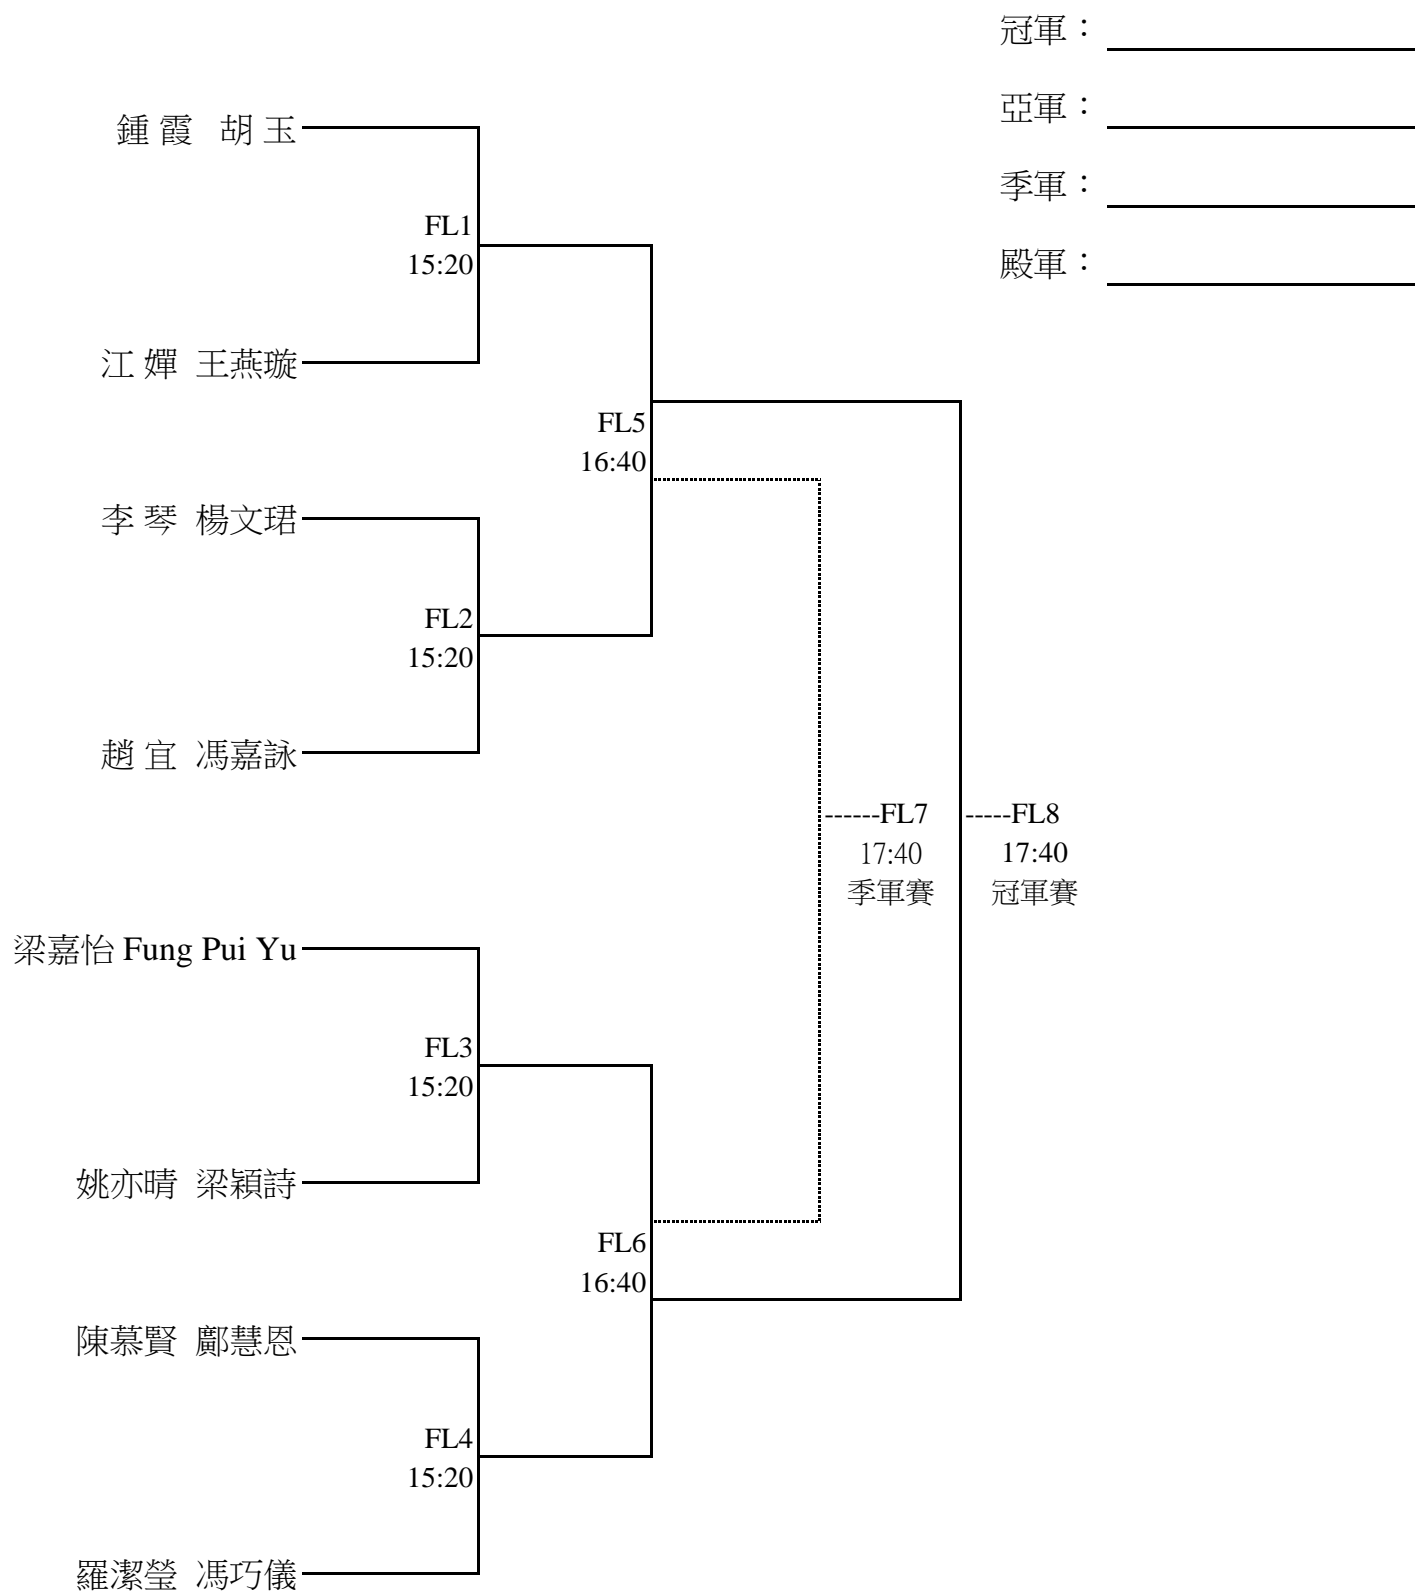 冠軍：
亞軍：
鍾 霞 胡 玉
季軍：
FL1
殿軍：
15:20
江 嬋 王燕璇
FL5
16:40
李 琴 楊文珺
FL2
15:20
趙 宜 馮嘉詠
------FL7
-----FL8
17:40
17:40
季軍賽
冠軍賽
梁嘉怡 Fung Pui Yu
FL3
15:20
姚亦晴 梁穎詩
FL6
16:40
陳慕賢 鄺慧恩
FL4
15:20
羅潔瑩 馮巧儀